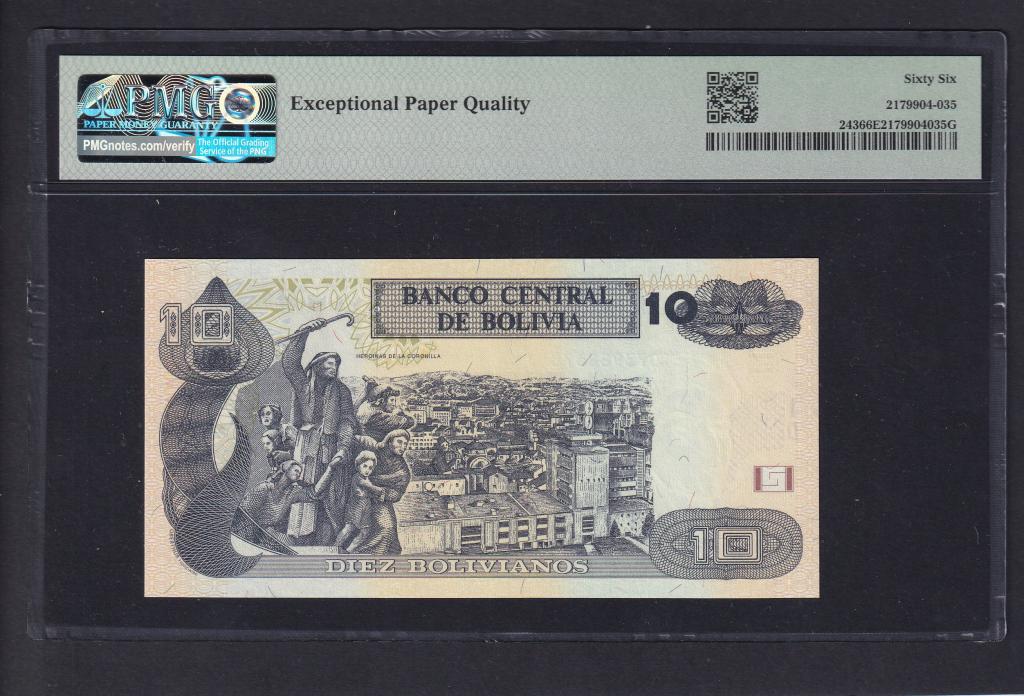 PMG
PAPER MONEY GUARANTY
PMGnotes.com/verify
The Official Grading
Service of the PNG
Exceptional Paper Quality
Sixty Six
2179904-035
24366E2179904035G
10
BANCO CENTRAL
DE BOLIVIA
10
HEROINAS DE LA CORONILLA
10
DIEZ BOLIVIANOS